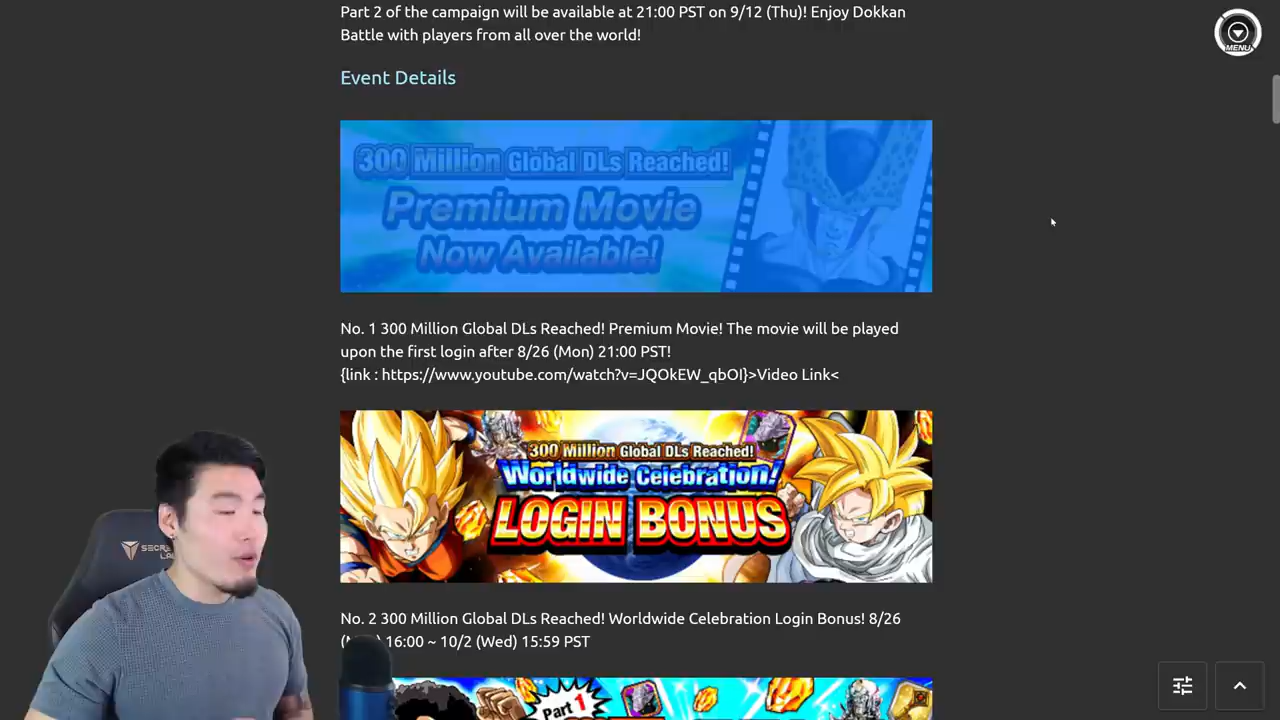 Part 2 of the campaign will be available at 21:00 PST on 9/12 (Thu)! Enjoy Dokkan
Battle with players from all over the world!
MENU
Event Details
300 Million Global DLs Reached!
Premium Movie
Now Available!
No. 1 300 Million Global DLs Reached! Premium Movie! The movie will be played
upon the first login after 8/26 (Mon) 21:00 PST!
{link : https://www.youtube.com/watch?v=JQOkEW_qbOI}>Video Link<
300 Million Global DLs Reached!
Worldwide Celebration!
LOGIN BONUS
No. 2 300 Million Global DLs Reached! Worldwide Celebration Login Bonus! 8/26
16:00 ~ 10/2 (Wed) 15:59 PST
Part 1